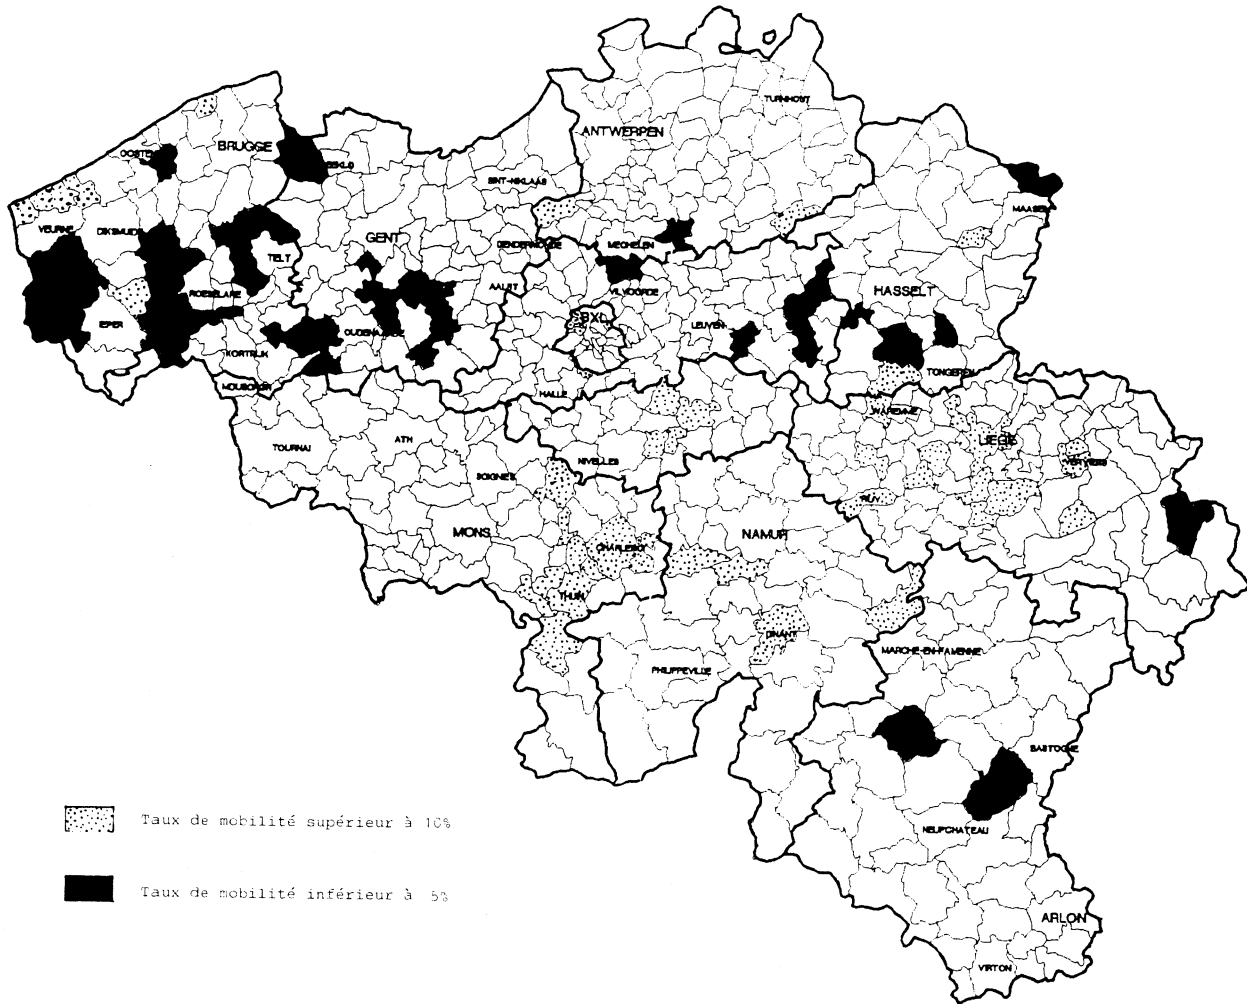 TURNHOUT
ANTWERPEN
BRUGGE
EEKLO
SINT-NIKLAAS
MAASEIK
VEURNE
DIKSMUIDE
GENT
DENDERMONDE
MECHELEN
TIELT
AALST
VILVOORDE
HASSELT
ROESELARE
IEPER
BXL
LEUVEN
OUDENAARDE
KORTRIJK
TONGEREN
MOUSCRON
HALLE
WAREMME
LIEGE
TOURNAI
ATH
NIVELLES
VERVIERS
SOIGNIES
HUY
MONS
NAMUR
CHARLEROI
THUIN
DINANT
MARCHE-EN-FAMENNE
PHILIPPEVILLE
BASTOGNE
NEUFCHATEAU
ARLON
VIRTON
Taux de mobilité supérieur à 10%
Taux de mobilité inférieur à 5%